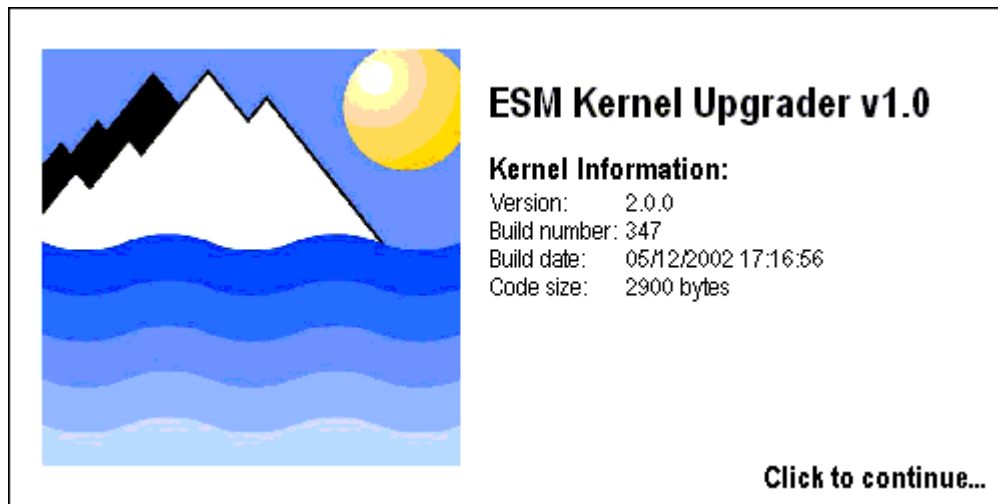 ESM Kernel Upgrader v1.0
Kernel Information:
Version: 2.0.0
Build number: 347
Build date: 05/12/2002 17:16:56
Code size: 2900 bytes
Click to continue...